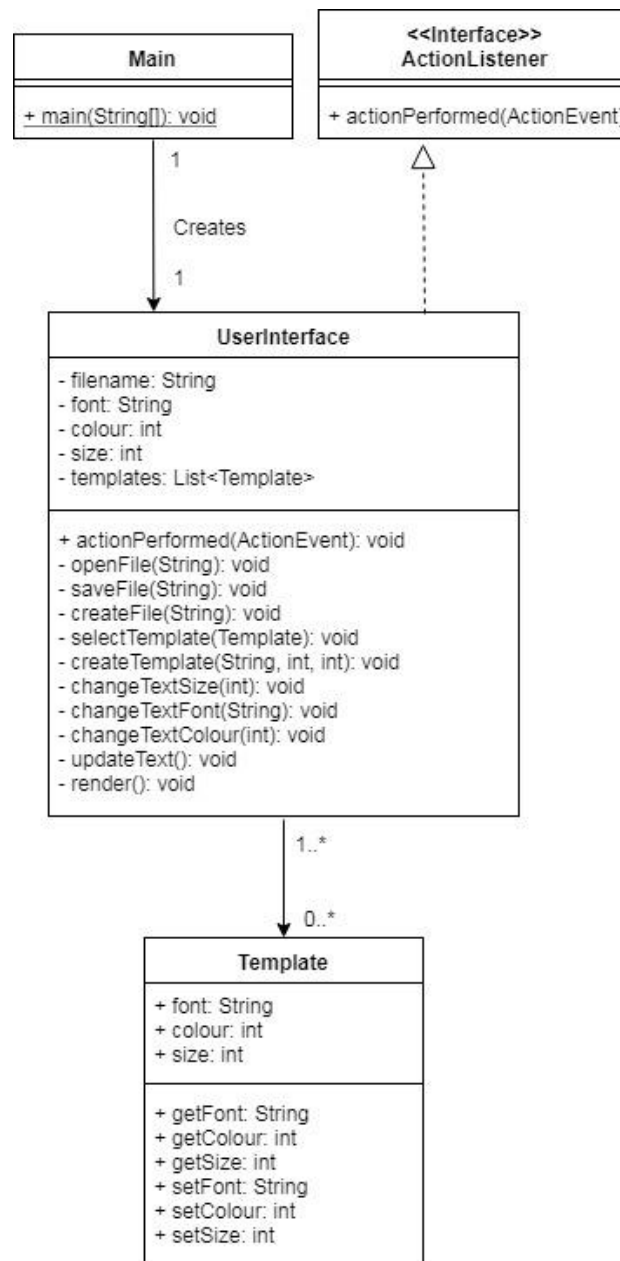 Main
+ main(String[]): void
<<Interface>>
ActionListener
+ actionPerformed(ActionEvent)
1
Creates
1
UserInterface
- filename: String
- font: String
- colour: int
- size: int
- templates: List<Template>
+ actionPerformed(ActionEvent): void
- openFile(String): void
- saveFile(String): void
- createFile(String): void
- selectTemplate(Template): void
- createTemplate(String, int, int): void
- changeTextSize(int): void
- changeTextFont(String): void
- changeTextColour(int): void
- updateText(): void
- render(): void
1..*
0..*
Template
+ font: String
+ colour: int
+ size: int
+ getFont: String
+ getColour: int
+ getSize: int
+ setFont: String
+ setColour: int
+ setSize: int